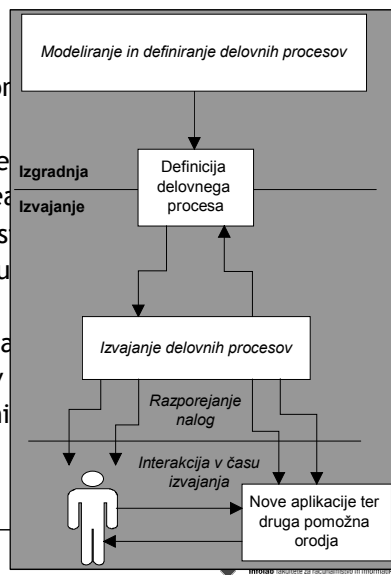 Modeliranje in definiranje delovnih procesov
Izgradnja
Definicija
delovnega
procesa
Izvajanje
Izvajanje delovnih procesov
Razporejanje
nalog
Interakcija v času
izvajanja
Nove aplikacije ter
druga pomožna
orodja